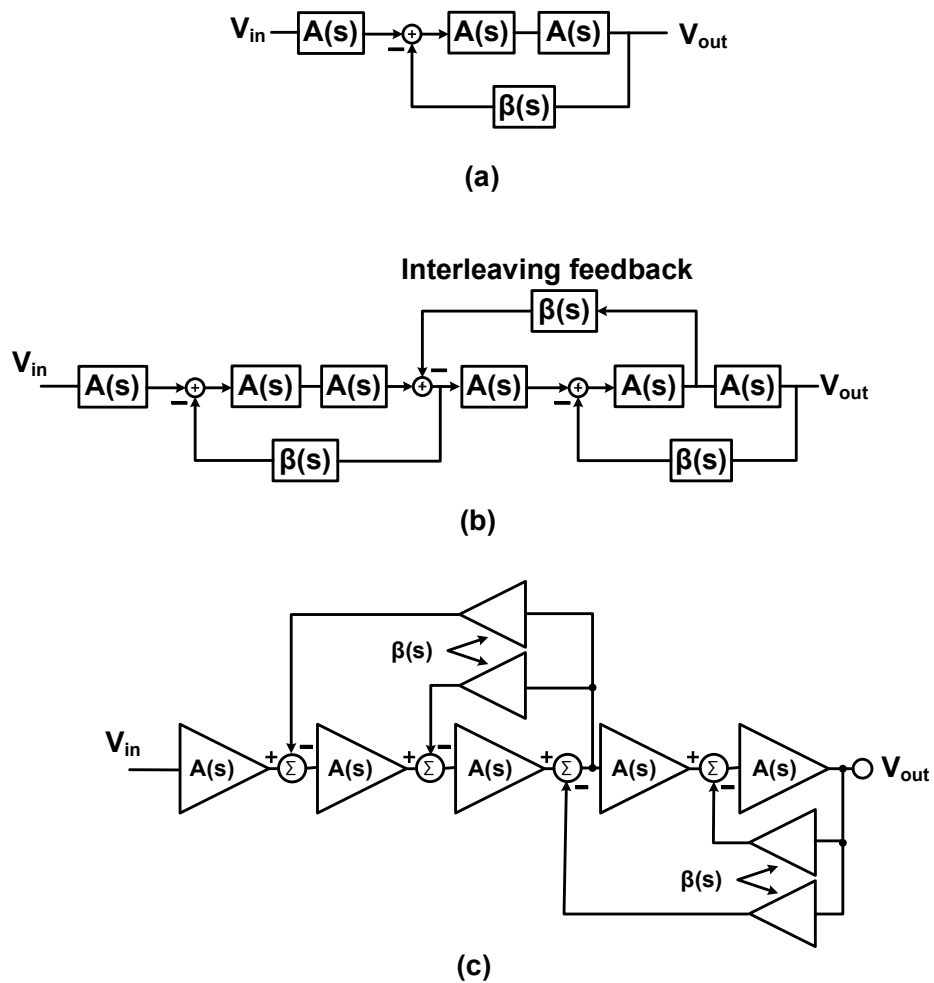 Vin A(s) + A(s) A(s) Vout
−
β(s)
(a)
Interleaving feedback
β(s)
Vin − Vout
A(s) + A(s) A(s) + A(s) + A(s) A(s)
− −
β(s) β(s)
(b)
β(s)
Vin + − + − + + Vout
A(s) Σ A(s) Σ A(s) Σ A(s) Σ A(s)
− −
β(s)
(c)